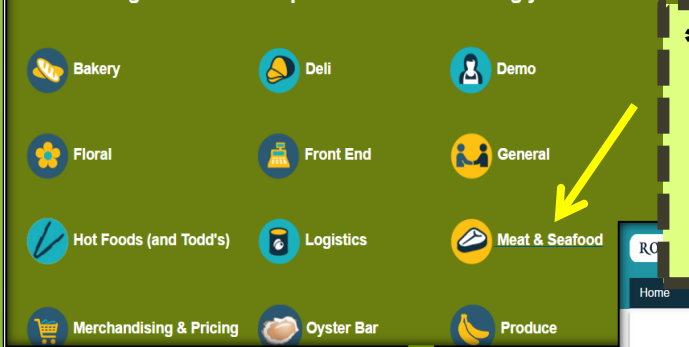 Bakery
Deli
Demo
Floral
Front End
General
Hot Foods (and Todd's)
Logistics
Meat & Seafood
Merchandising & Pricing
Oyster Bar
Produce
Home